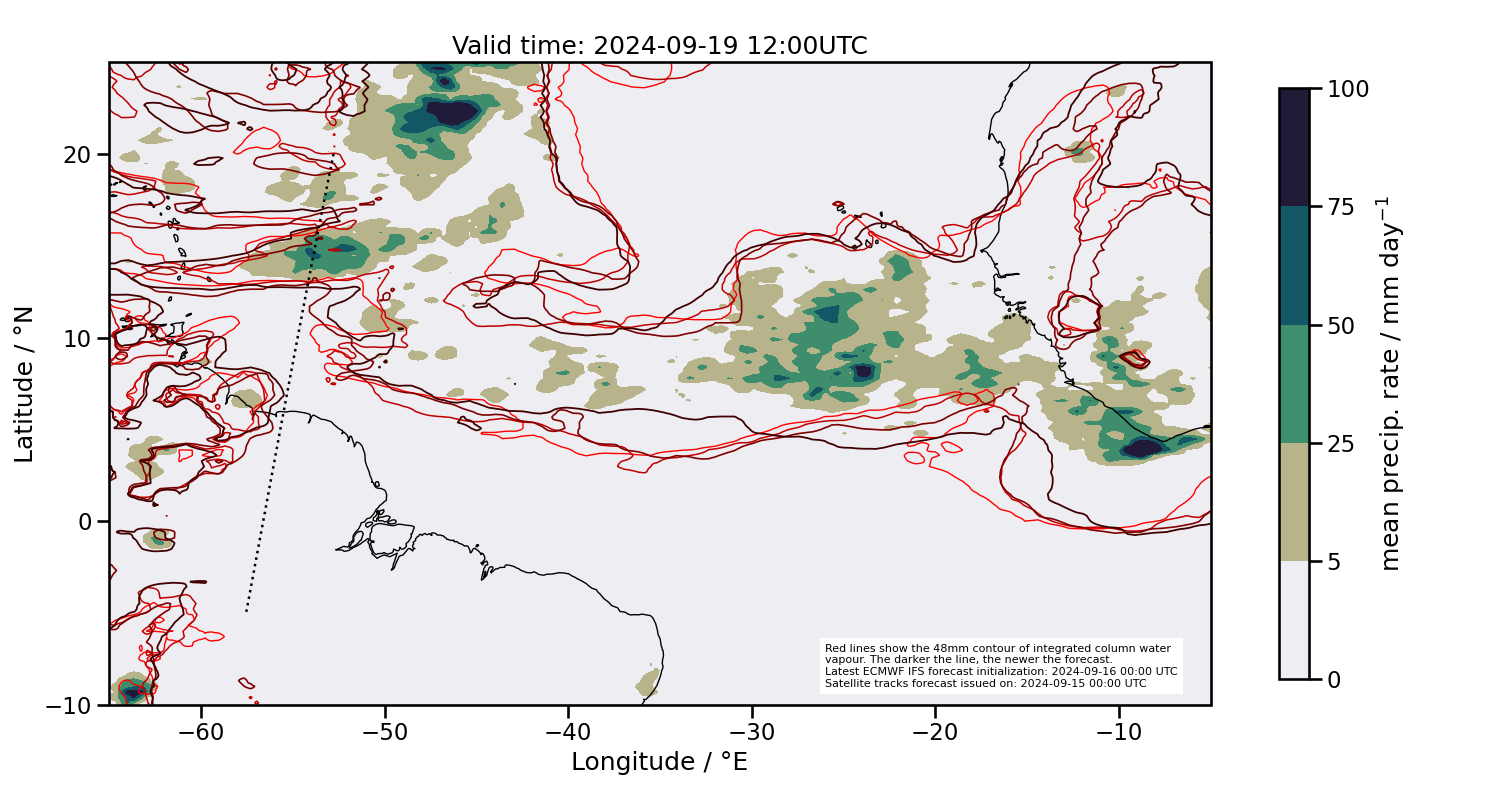 Valid time: 2024-09-19 12:00UTC
Latitude / °N
20
10
0
−10
−60
−50
−40
−30
−20
−10
Longitude / °E
Red lines show the 48mm contour of integrated column water
vapour. The darker the line, the newer the forecast.
Latest ECMWF IFS forecast initialization: 2024-09-16 00:00 UTC
Satellite tracks forecast issued on: 2024-09-15 00:00 UTC
100
75
50
25
5
0
mean precip. rate / mm day⁻¹